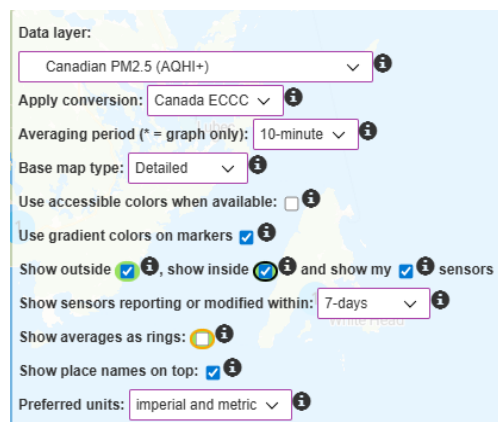 Data layer:
Canadian PM2.5 (AQHI+)
Apply conversion: Canada ECCC
Averaging period (* = graph only): 10-minute
Base map type: Detailed
Use accessible colors when available:
Use gradient colors on markers
Show outside , show inside and show my sensors
Show sensors reporting or modified within: 7-days
White Head
Show averages as rings:
Show place names on top:
Preferred units: imperial and metric